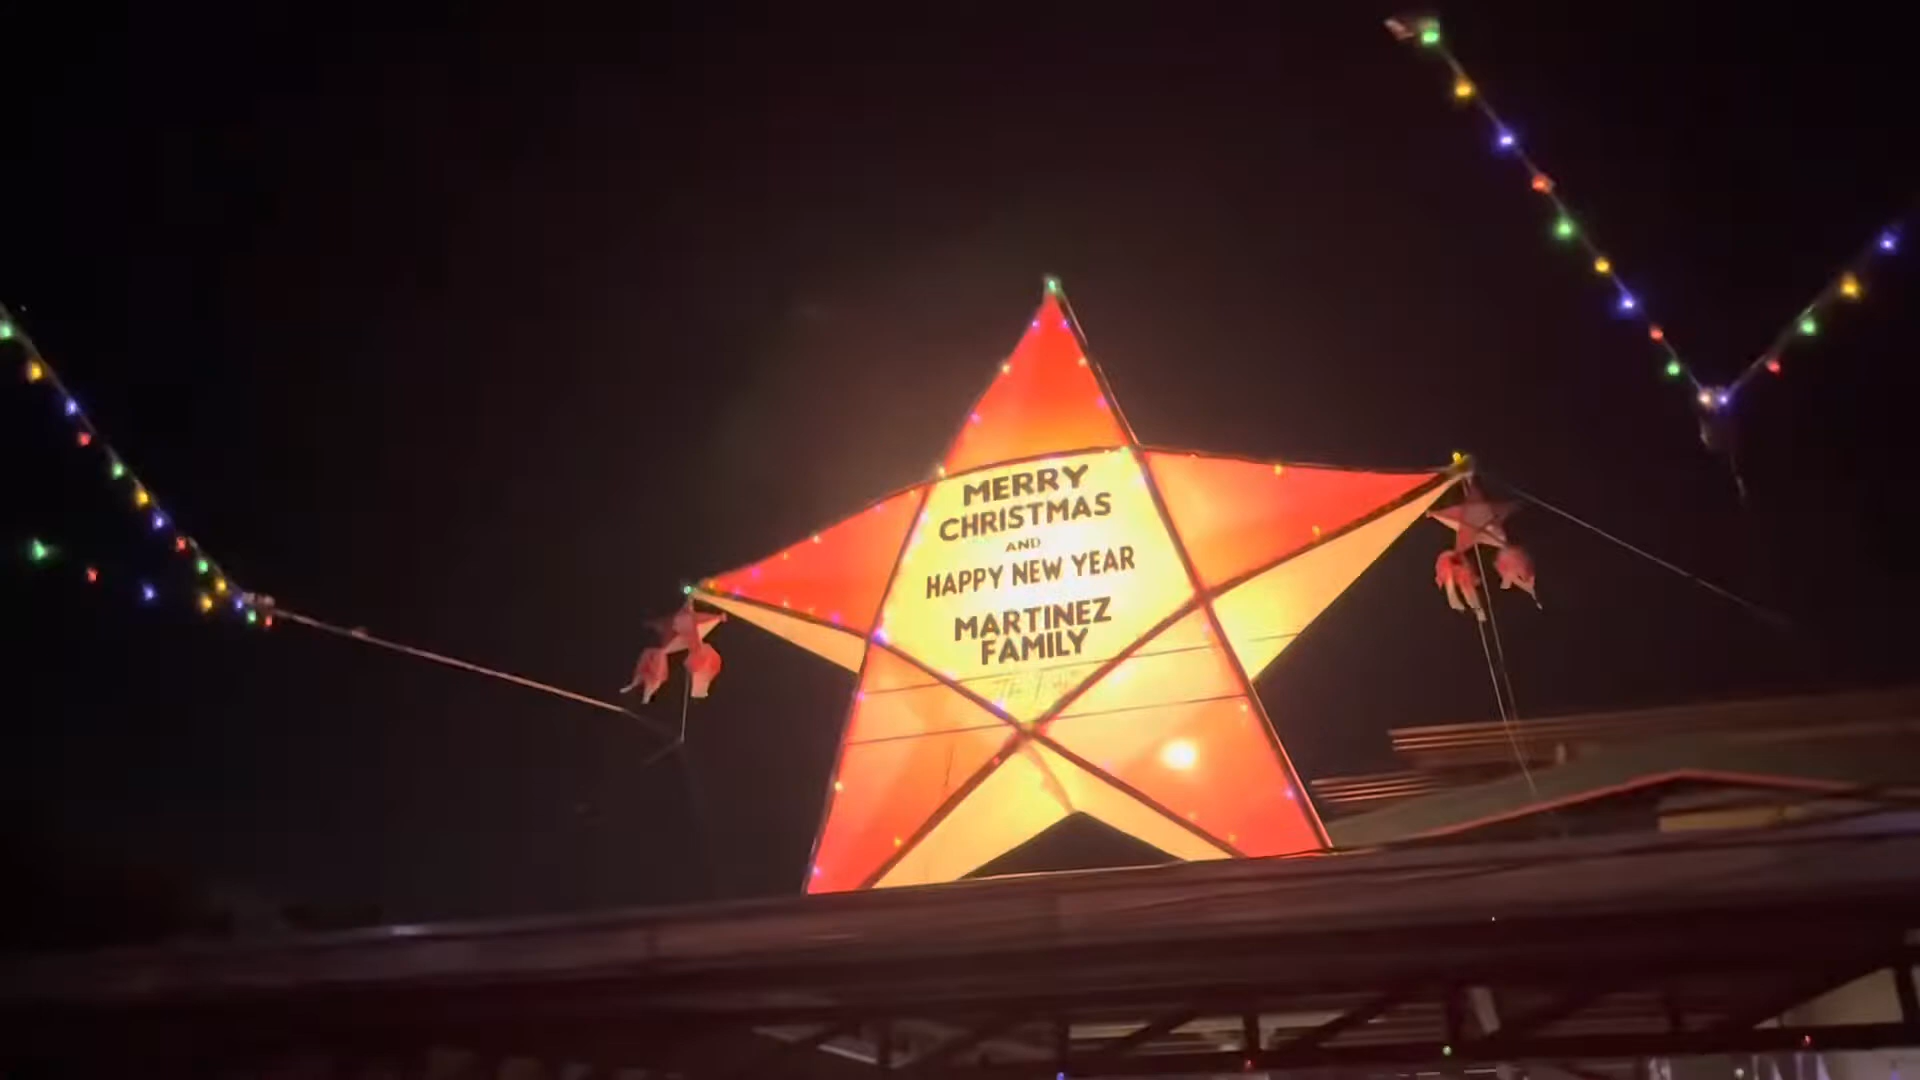 MERRY
CHRISTMAS
AND
HAPPY NEW YEAR
MARTINEZ
FAMILY